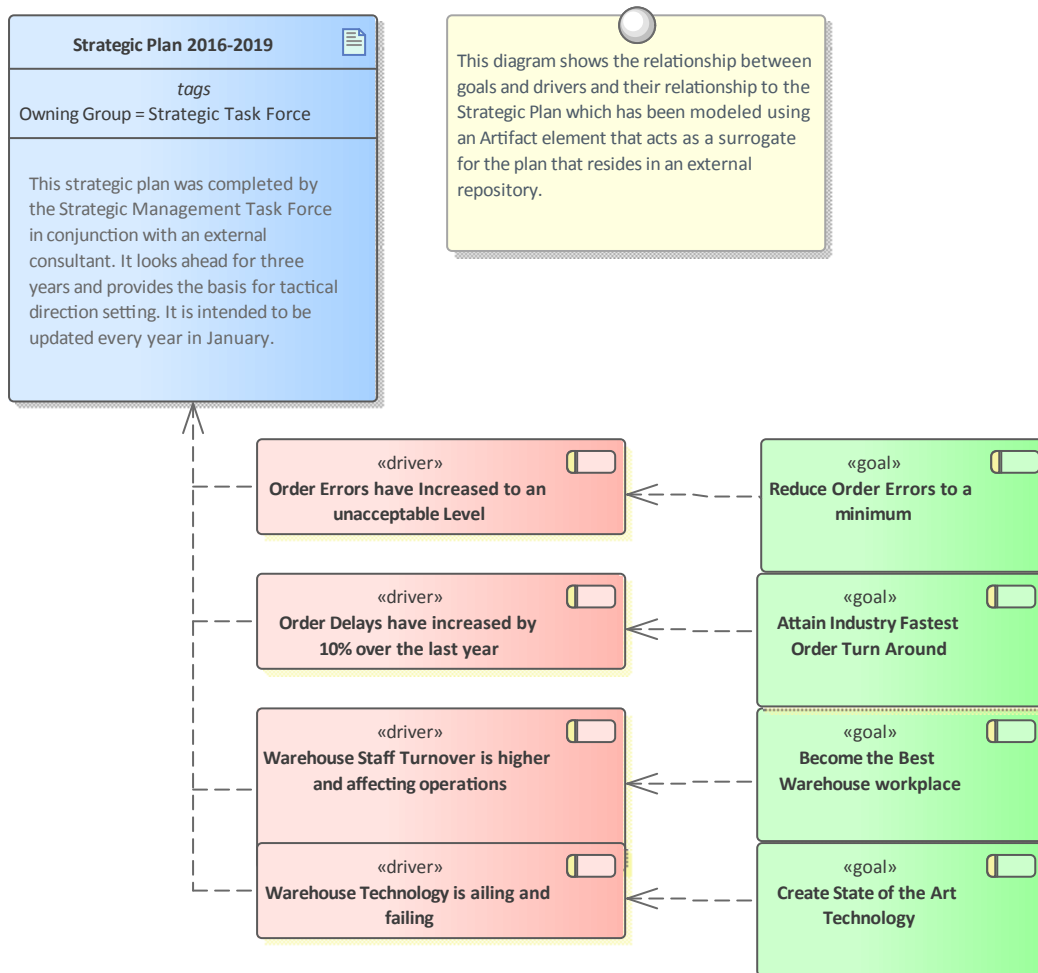 Strategic Plan 2016-2019
tags
Owning Group = Strategic Task Force
This strategic plan was completed by
the Strategic Management Task Force
in conjunction with an external
consultant. It looks ahead for three
years and provides the basis for tactical
direction setting. It is intended to be
updated every year in January.
This diagram shows the relationship between
goals and drivers and their relationship to the
Strategic Plan which has been modeled using
an Artifact element that acts as a surrogate
for the plan that resides in an external
repository.
«driver»
Order Errors have Increased to an
unacceptable Level
«goal»
Reduce Order Errors to a
minimum
«driver»
Order Delays have increased by
10% over the last year
«goal»
Attain Industry Fastest
Order Turn Around
«driver»
Warehouse Staff Turnover is higher
and affecting operations
«goal»
Become the Best
Warehouse workplace
«driver»
Warehouse Technology is ailing and
failing
«goal»
Create State of the Art
Technology